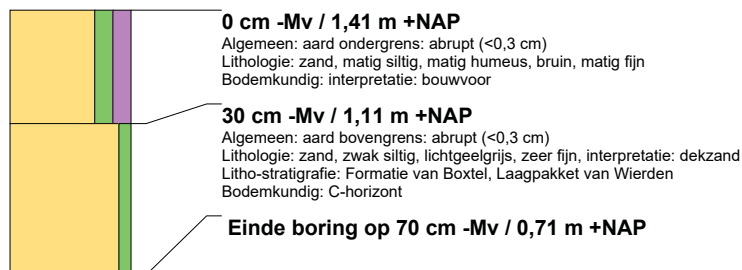 0 cm -Mv / 1,41 m +NAP
Algemeen: aard ondergrens: abrupt (<0,3 cm)
Lithologie: zand, matig siltig, matig humeus, bruin, matig fijn
Bodemkundig: interpretatie: bouwvoor
30 cm -Mv / 1,11 m +NAP
Algemeen: aard bovengrens: abrupt (<0,3 cm)
Lithologie: zand, zwak siltig, lichtgeelgrijs, zeer fijn, interpretatie: dekzand
Litho-stratigrafie: Formatie van Boxtel, Laagpakket van Wierden
Bodemkundig: C-horizont
Einde boring op 70 cm -Mv / 0,71 m +NAP